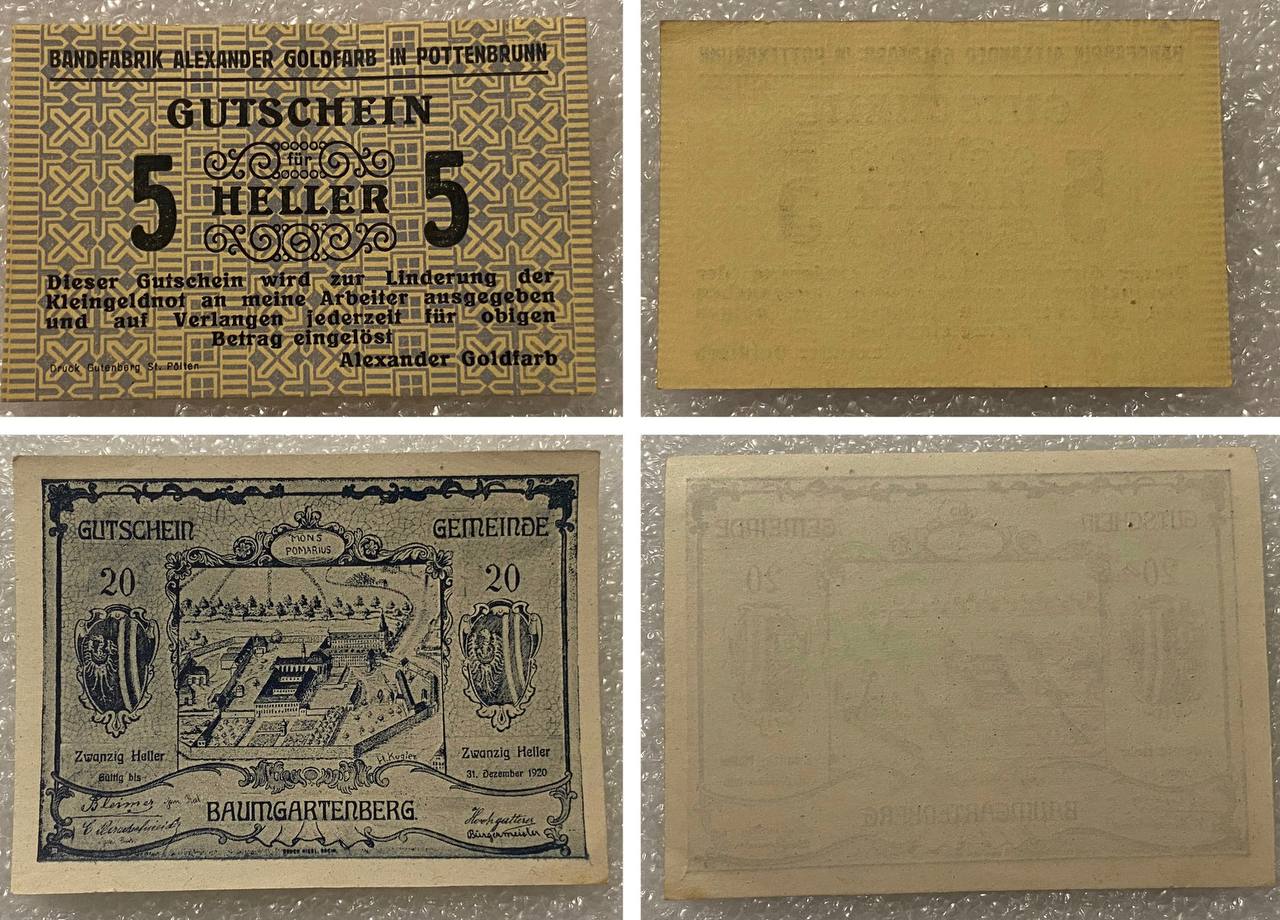 BANDFABRIK ALEXANDER GOLDFARB IN POTTENBRUNN
GUTSCHEIN
5 für 5
HELLER
Dieser Gutschein wird zur Linderung der
Kleingeldnot an meine Arbeiter ausgegeben
und auf Verlangen jederzeit für obigen
Betrag eingelöst
Alexander Goldfarb
Druck Gutenberg St. Pölten
GUTSCHEIN GEMEINDE
MONS
POMARIUS
20 20
H. Kugler
Zwanzig Heller Zwanzig Heller
Gültig bis 31. Dezember 1920
BAUMGARTENBERG.
Bürgermeister